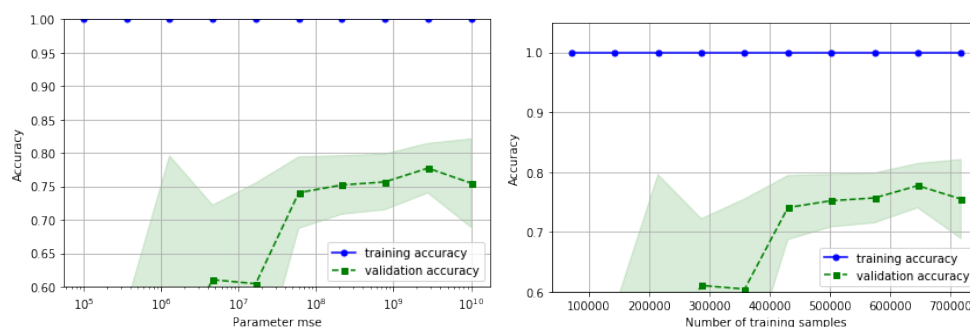 1.00
0.95
0.90
0.85
0.80
0.75
0.70
0.65
0.60
Accuracy
10⁵ 10⁶ 10⁷ 10⁸ 10⁹ 10¹⁰
Parameter mse
training accuracy
validation accuracy
1.0
0.9
0.8
0.7
0.6
Accuracy
100000 200000 300000 400000 500000 600000 700000
Number of training samples
training accuracy
validation accuracy